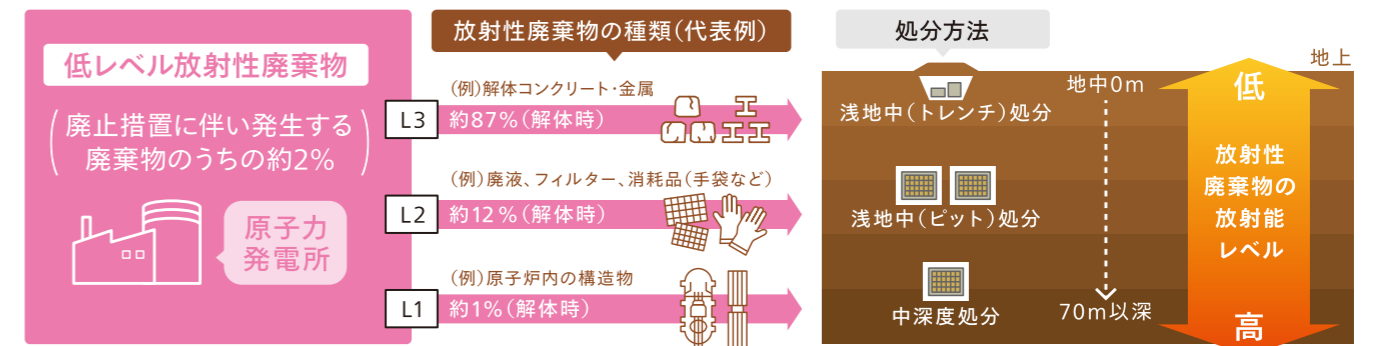 低レベル放射性廃棄物
(廃止措置に伴い発生する
廃棄物のうちの約2%)
原子力
発電所
放射性廃棄物の種類(代表例)
(例)解体コンクリート・金属
L3
約87%(解体時)
(例)廃液、フィルター、消耗品(手袋など)
L2
約12%(解体時)
(例)原子炉内の構造物
L1
約1%(解体時)
処分方法
地上
地中0m
浅地中(トレンチ)処分
浅地中(ピット)処分
中深度処分
70m以深
低
放射性
廃棄物の
放射能
レベル
高